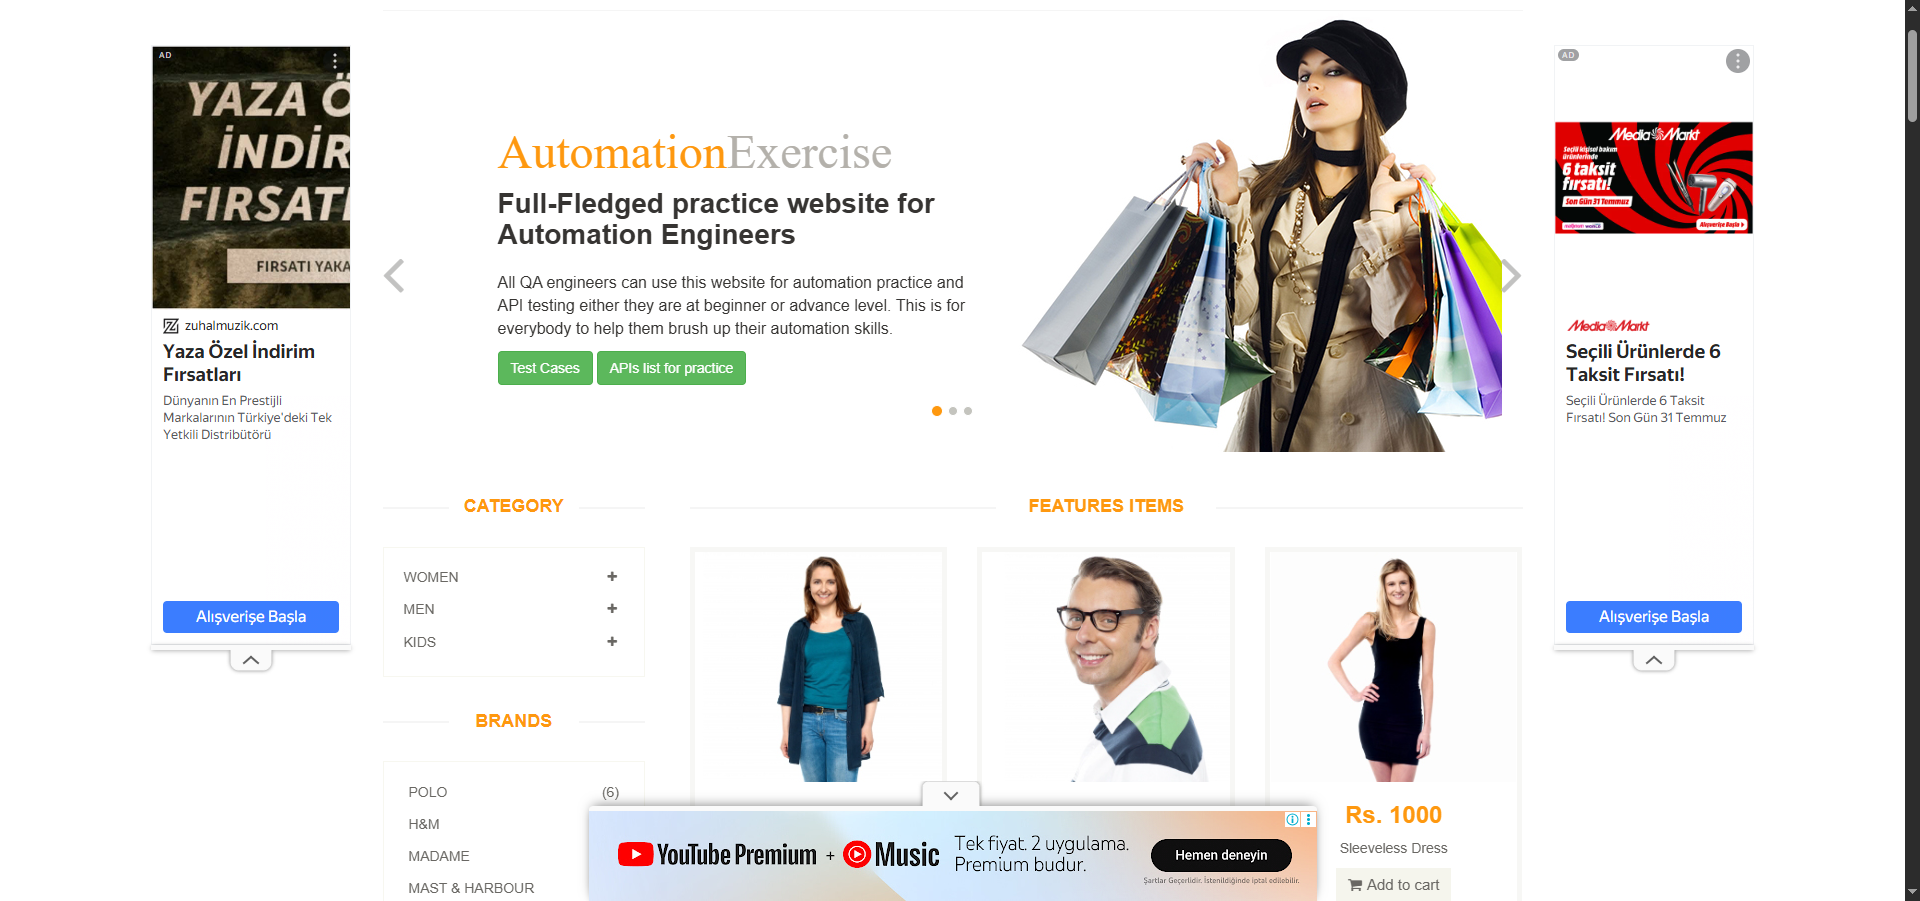 AD
YAZA Ö
İNDİR
FIRSATI
FIRSATI YAKA
zuhalmuzik.com
Yaza Özel İndirim
Fırsatları
Dünyanın En Prestijli
Markalarının Türkiye'deki Tek
Yetkili Distribütörü
Alışverişe Başla
AutomationExercise
Full-Fledged practice website for
Automation Engineers
All QA engineers can use this website for automation practice and
API testing either they are at beginner or advance level. This is for
everybody to help them brush up their automation skills.
Test Cases
APIs list for practice
AD
Media Markt
Seçili kişisel bakım
ürünlerinde
6 taksit
fırsatı!
Son Gün 31 Temmuz
Alışverişe Başla
Media Markt
Seçili Ürünlerde 6
Taksit Fırsatı!
Seçili Ürünlerde 6 Taksit
Fırsatı! Son Gün 31 Temmuz
Alışverişe Başla
CATEGORY
WOMEN
MEN
KIDS
BRANDS
POLO (6)
H&M
MADAME
MAST & HARBOUR
FEATURES ITEMS
Rs. 1000
Sleeveless Dress
Add to cart
YouTube Premium + Music
Tek fiyat. 2 uygulama.
Premium budur.
Hemen deneyin
Şartlar Geçerlidir. İstenildiğinde iptal edilebilir.